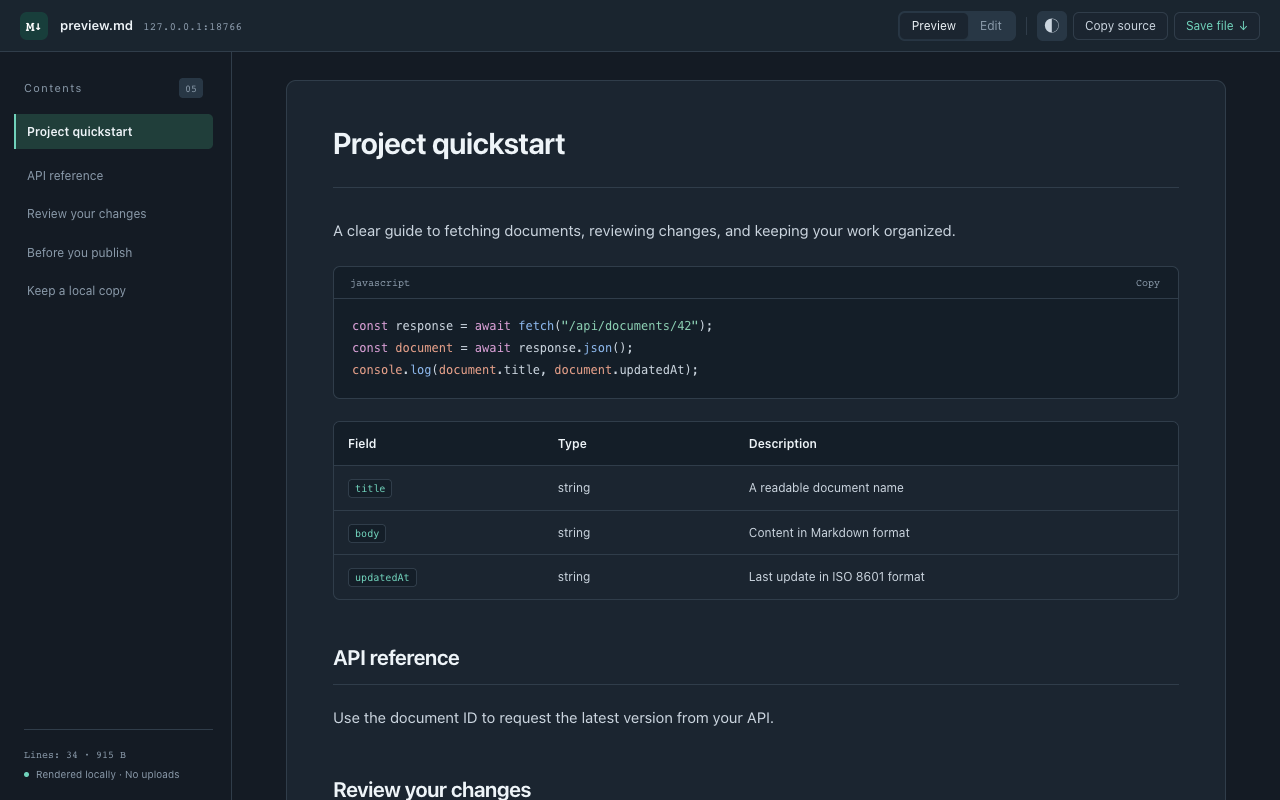 M↓ preview.md 127.0.0.1:18766 Preview Edit Copy source Save file ↓
Contents 05
Project quickstart
API reference
Review your changes
Before you publish
Keep a local copy
Lines: 34 · 915 B
Rendered locally · No uploads
Project quickstart
A clear guide to fetching documents, reviewing changes, and keeping your work organized.
javascript Copy
const response = await fetch("/api/documents/42");
const document = await response.json();
console.log(document.title, document.updatedAt);
Field Type Description
title string A readable document name
body string Content in Markdown format
updatedAt string Last update in ISO 8601 format
API reference
Use the document ID to request the latest version from your API.
Review your changes